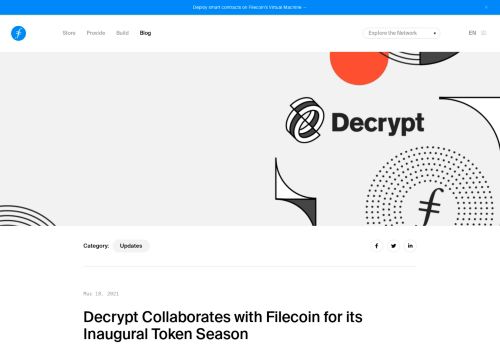 Deploy smart contracts on Filecoin's Virtual Machine →
Store Provide Build Blog
Explore the Network
EN
Decrypt
Category: Updates
Mar 18, 2021
Decrypt Collaborates with Filecoin for its
Inaugural Token Season